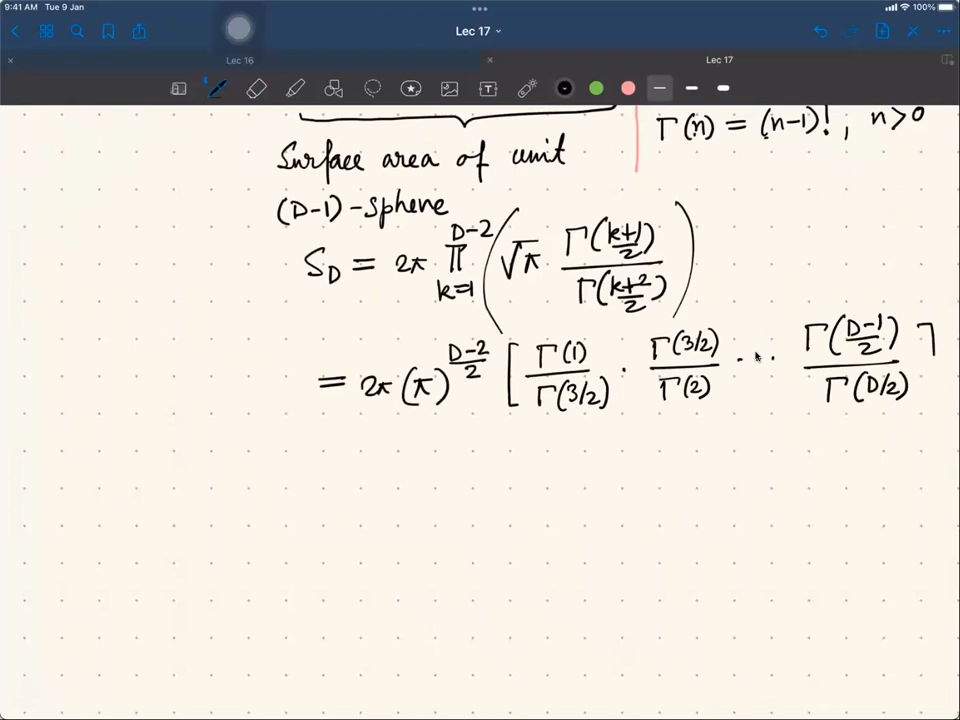 9:41 AM Tue 9 Jan
100%
Lec 17
Lec 16
Lec 17
Γ(n) = (n-1)!, n>0
Surface area of unit
(D-1)-sphere
S_D = 2π ∏_{k=1}^{D-2} (√π Γ((k+1)/2) / Γ((k+2)/2))
= 2π (π)^{(D-2)/2} [ Γ(1)/Γ(3/2) · Γ(3/2)/Γ(2) ··· Γ((D-1)/2)/Γ(D/2) ]